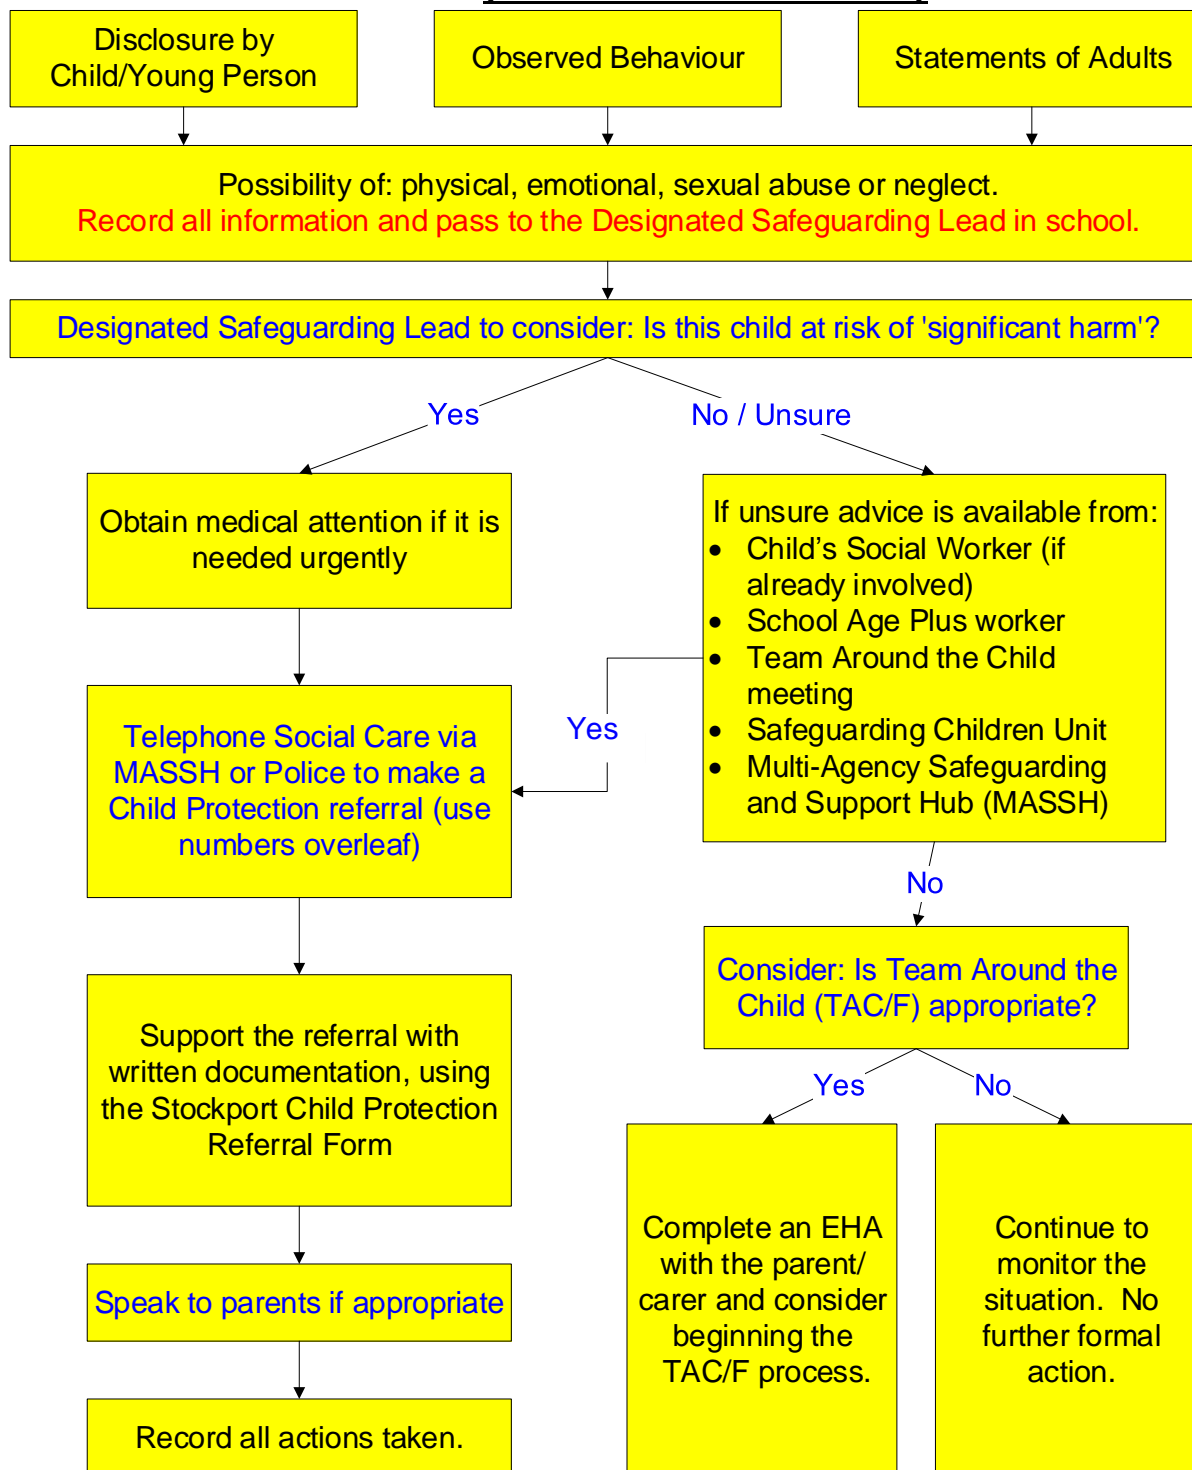 Disclosure by
Child/Young Person
Observed Behaviour
Statements of Adults
Possibility of: physical, emotional, sexual abuse or neglect.
Record all information and pass to the Designated Safeguarding Lead in school.
Designated Safeguarding Lead to consider: Is this child at risk of 'significant harm'?
Yes
No / Unsure
Obtain medical attention if it is
needed urgently
If unsure advice is available from:
• Child’s Social Worker (if
already involved)
• School Age Plus worker
• Team Around the Child
meeting
• Safeguarding Children Unit
• Multi-Agency Safeguarding
and Support Hub (MASSH)
Yes
Telephone Social Care via
MASSH or Police to make a
Child Protection referral (use
numbers overleaf)
No
Consider: Is Team Around the
Child (TAC/F) appropriate?
Support the referral with
written documentation, using
the Stockport Child Protection
Referral Form
Yes
No
Complete an EHA
with the parent/
carer and consider
beginning the
TAC/F process.
Continue to
monitor the
situation.  No
further formal
action.
Speak to parents if appropriate
Record all actions taken.